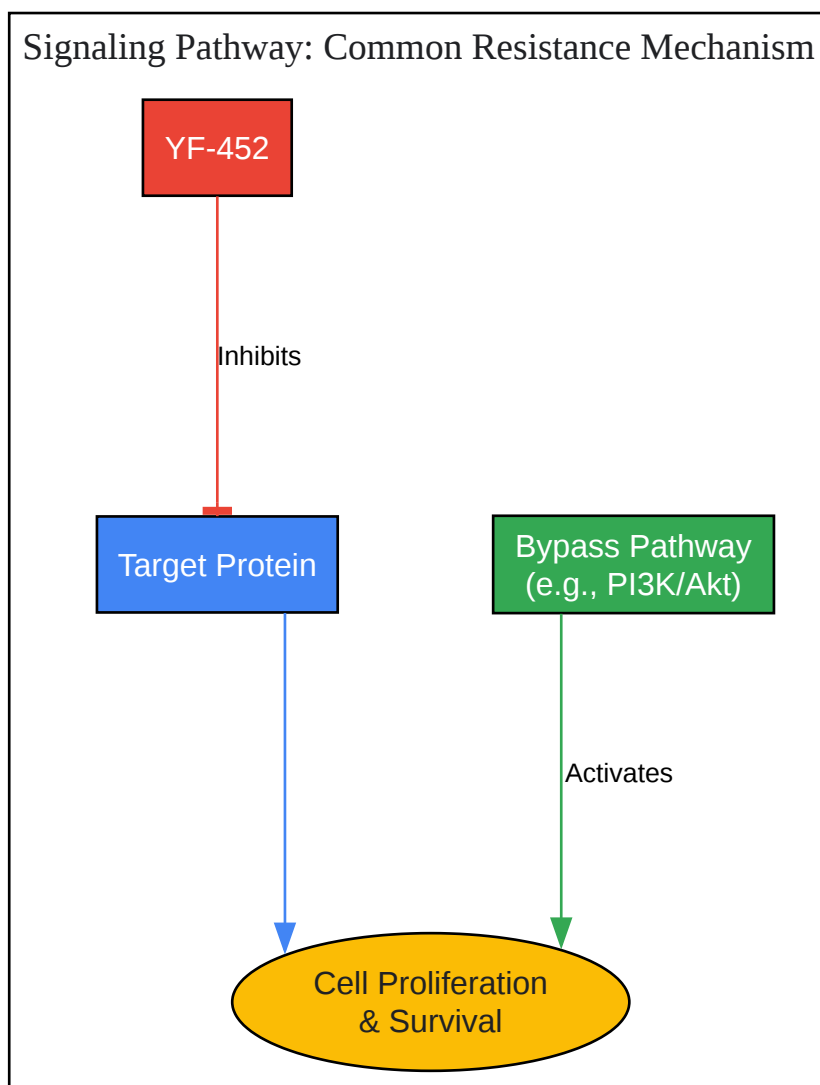 Signaling Pathway: Common Resistance Mechanism
YF-452
Inhibits
Target Protein
Bypass Pathway
(e.g., PI3K/Akt)
Activates
Cell Proliferation
& Survival